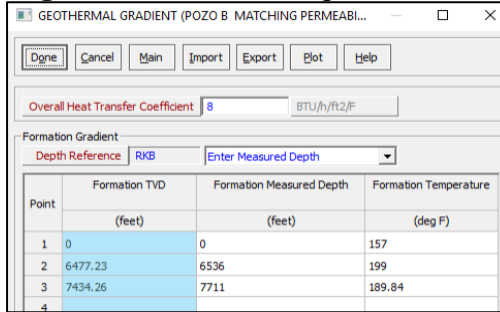 GEOTHERMAL GRADIENT (POZO B MATCHING PERMEABI...
Done Cancel Main Import Export Plot Help
Overall Heat Transfer Coefficient 8 BTU/h/ft2/F
Formation Gradient
Depth Reference RKB Enter Measured Depth
Point Formation TVD Formation Measured Depth Formation Temperature
(feet) (feet) (deg F)
1 0 0 157
2 6477.23 6536 199
3 7434.26 7711 189.84
4